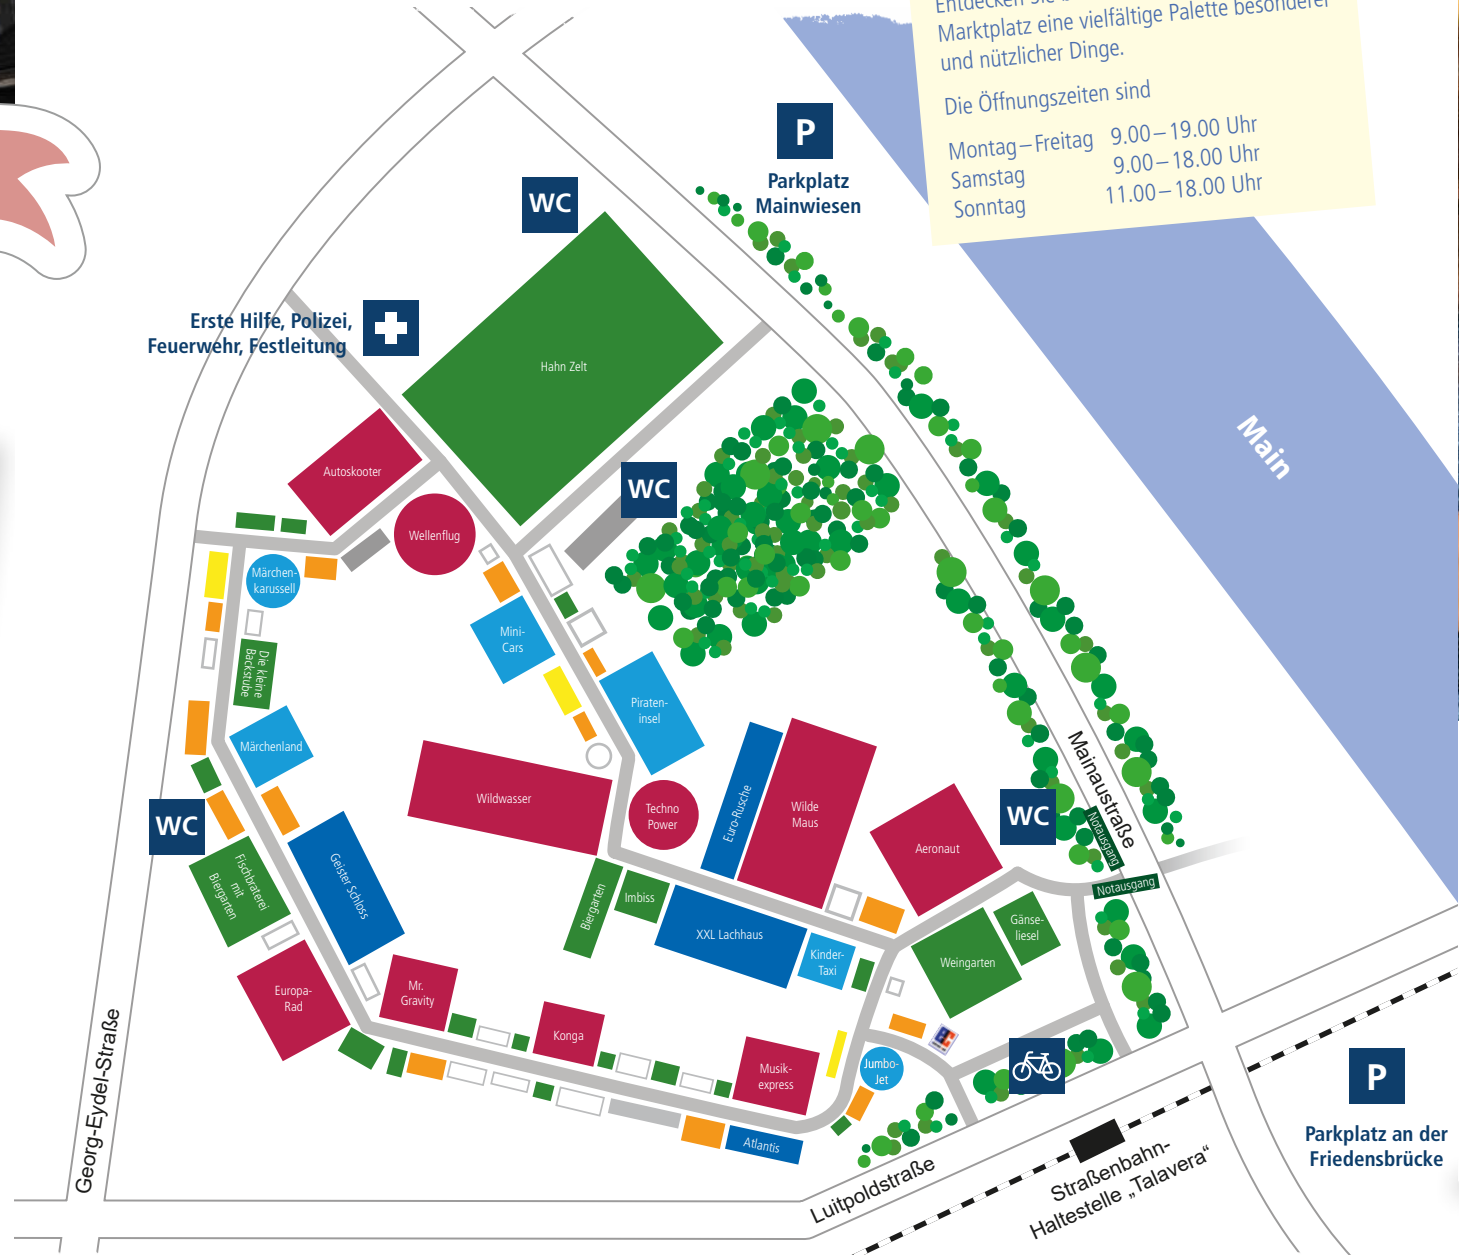 Marktplatz eine vielfältige Palette besonderer
und nützlicher Dinge.
Die Öffnungszeiten sind
Montag – Freitag 9.00 – 19.00 Uhr
Samstag 9.00 – 18.00 Uhr
Sonntag 11.00 – 18.00 Uhr
P
Parkplatz
Mainwiesen
WC
Erste Hilfe, Polizei,
Feuerwehr, Festleitung
Hahn Zelt
Main
Autoskooter
WC
Wellenflug
Märchen-
karussell
Mini-
Cars
Die kleine
Backstube
Piraten-
insel
Märchenland
Mainaustraße
Wildwasser
Techno
Power
Euro-Rusche
Wilde
Maus
WC
WC
Aeronaut
Notausgang
Notausgang
Geister Schloss
Fischbraterei
mit
Biergarten
Biergarten
Imbiss
XXL Lachhaus
Kinder-
Taxi
Weingarten
Gänse-
liesel
Europa-
Rad
Mr.
Gravity
Konga
Musik-
express
Jumbo-
Jet
Atlantis
Georg-Eydel-Straße
Luitpoldstraße
Straßenbahn-
Haltestelle „Talavera“
P
Parkplatz an der
Friedensbrücke